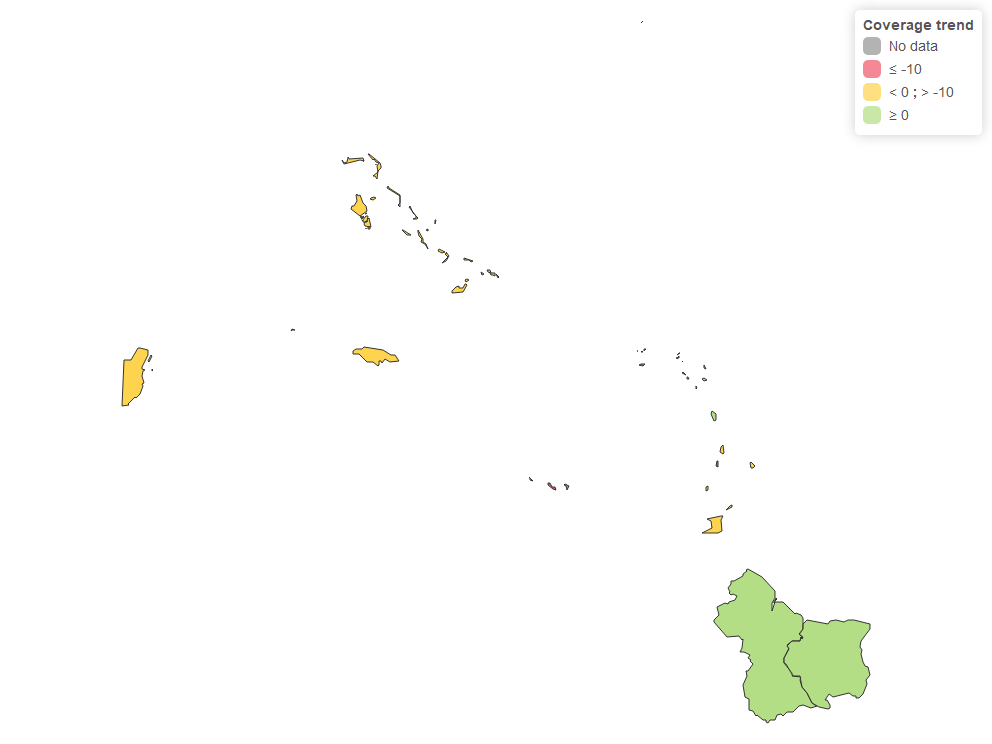 Coverage trend
No data
≤ -10
< 0 ; > -10
≥ 0